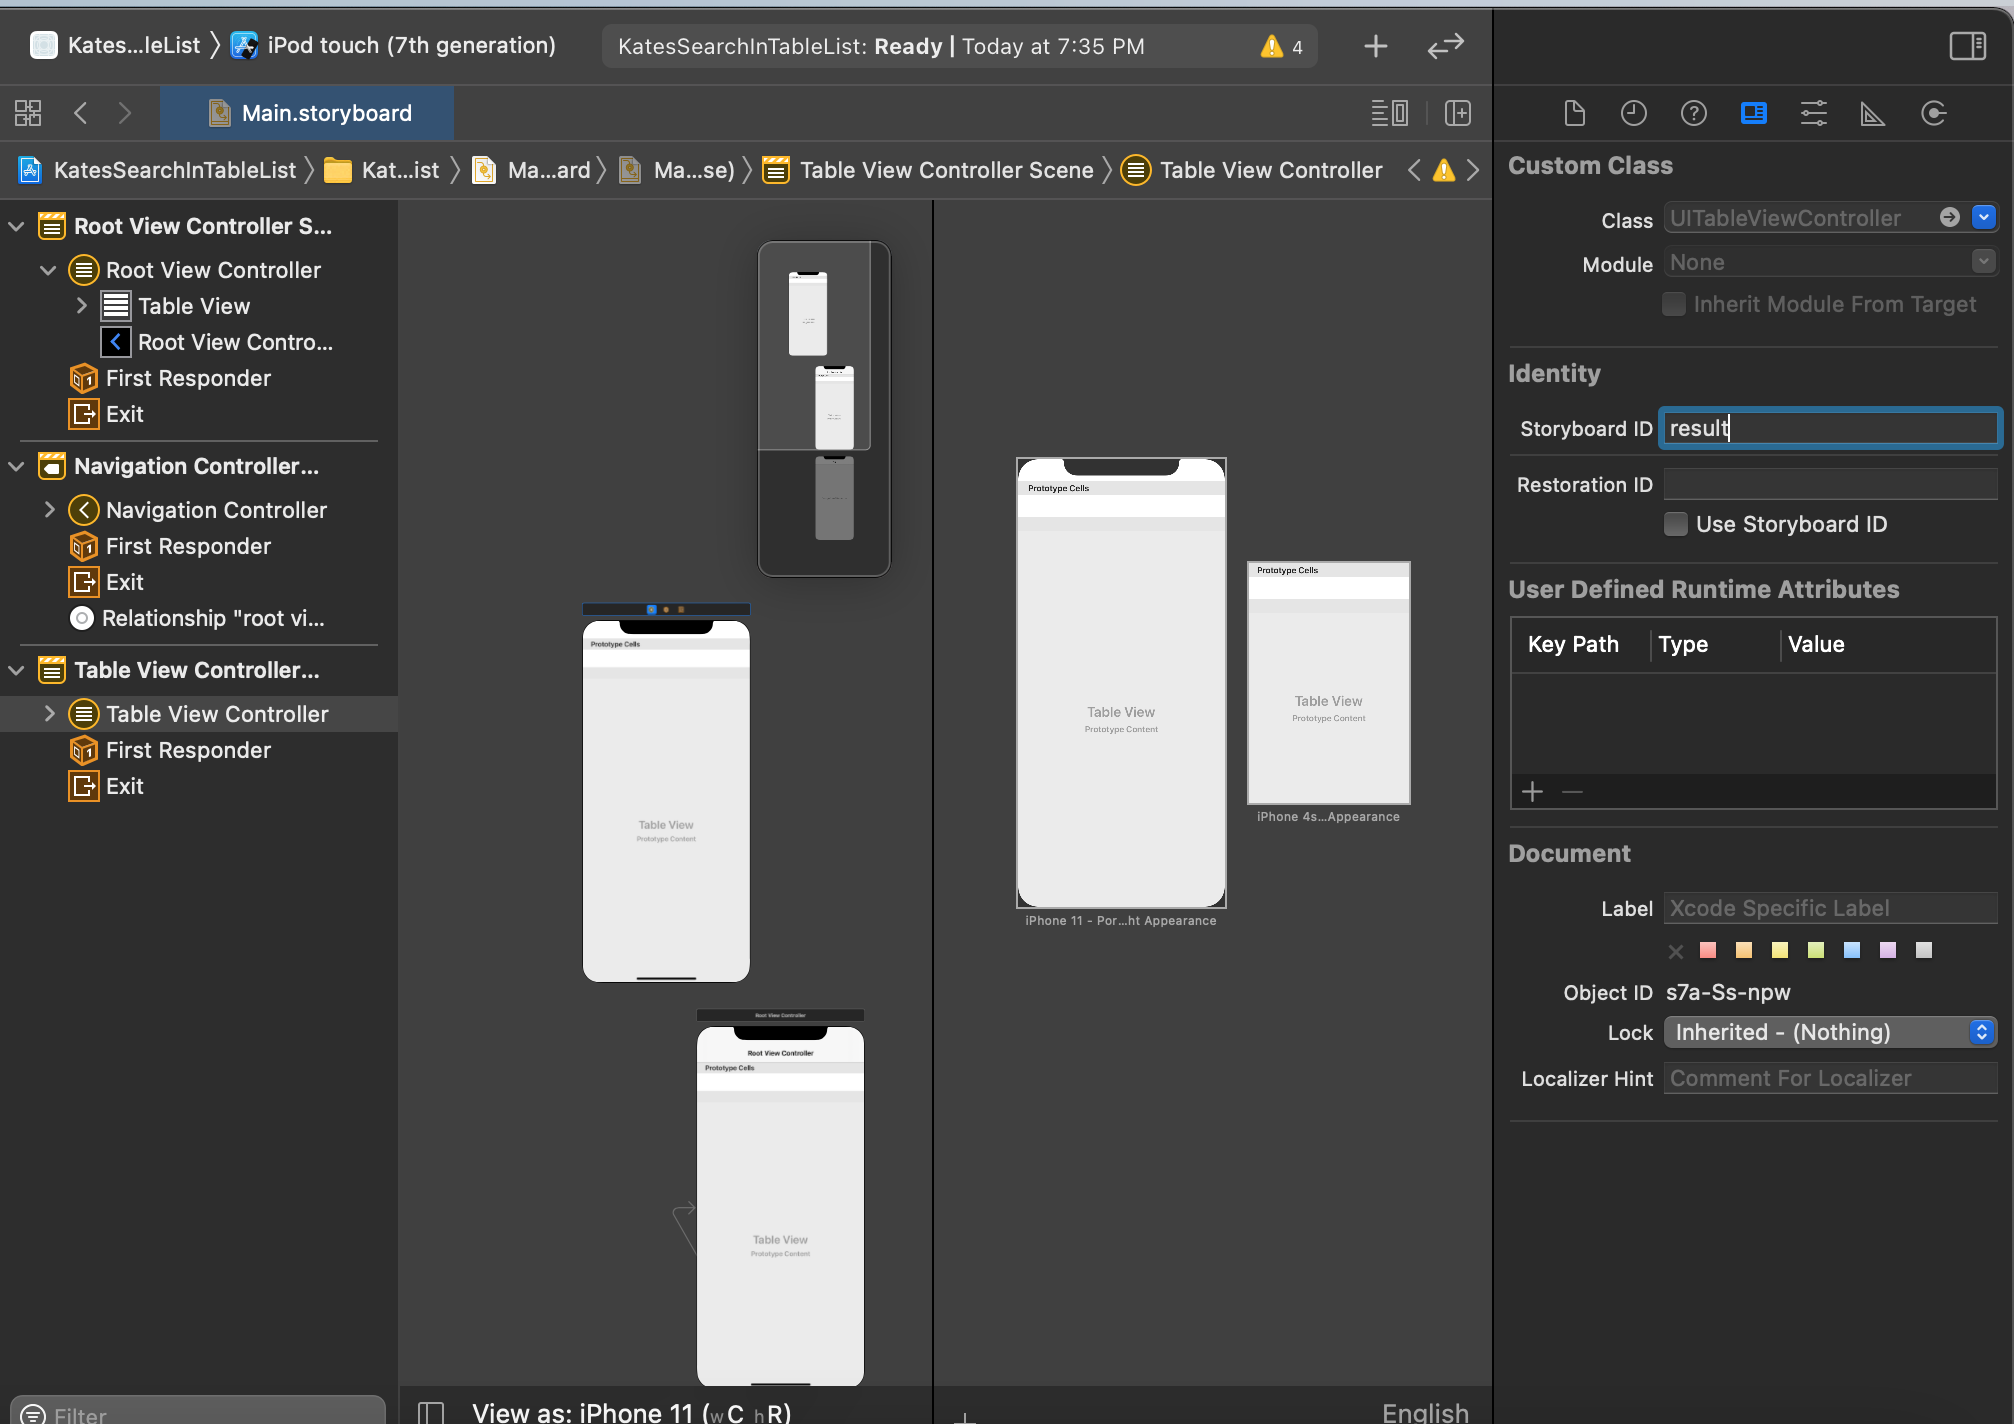 Kates...leList
iPod touch (7th generation)
KatesSearchInTableList: Ready | Today at 7:35 PM
4
Main.storyboard
KatesSearchInTableList
Kat...ist
Ma...ard
Ma...se)
Table View Controller Scene
Table View Controller
Root View Controller S...
Root View Controller
Table View
Root View Contro...
First Responder
Exit
Navigation Controller...
Navigation Controller
First Responder
Exit
Relationship "root vi...
Table View Controller...
Table View Controller
First Responder
Exit
Filter
Prototype Cells
Table View
Prototype Content
Root View Controller
Root View Controller
Prototype Cells
Table View
Prototype Content
View as: iPhone 11 (wC hR)
Prototype Cells
Table View
Prototype Content
iPhone 11 - Por...ht Appearance
Prototype Cells
Table View
Prototype Content
iPhone 4s...Appearance
English
Custom Class
Class UITableViewController
Module None
Inherit Module From Target
Identity
Storyboard ID result
Restoration ID
Use Storyboard ID
User Defined Runtime Attributes
Key Path Type Value
Document
Label Xcode Specific Label
Object ID s7a-Ss-npw
Lock Inherited - (Nothing)
Localizer Hint Comment For Localizer